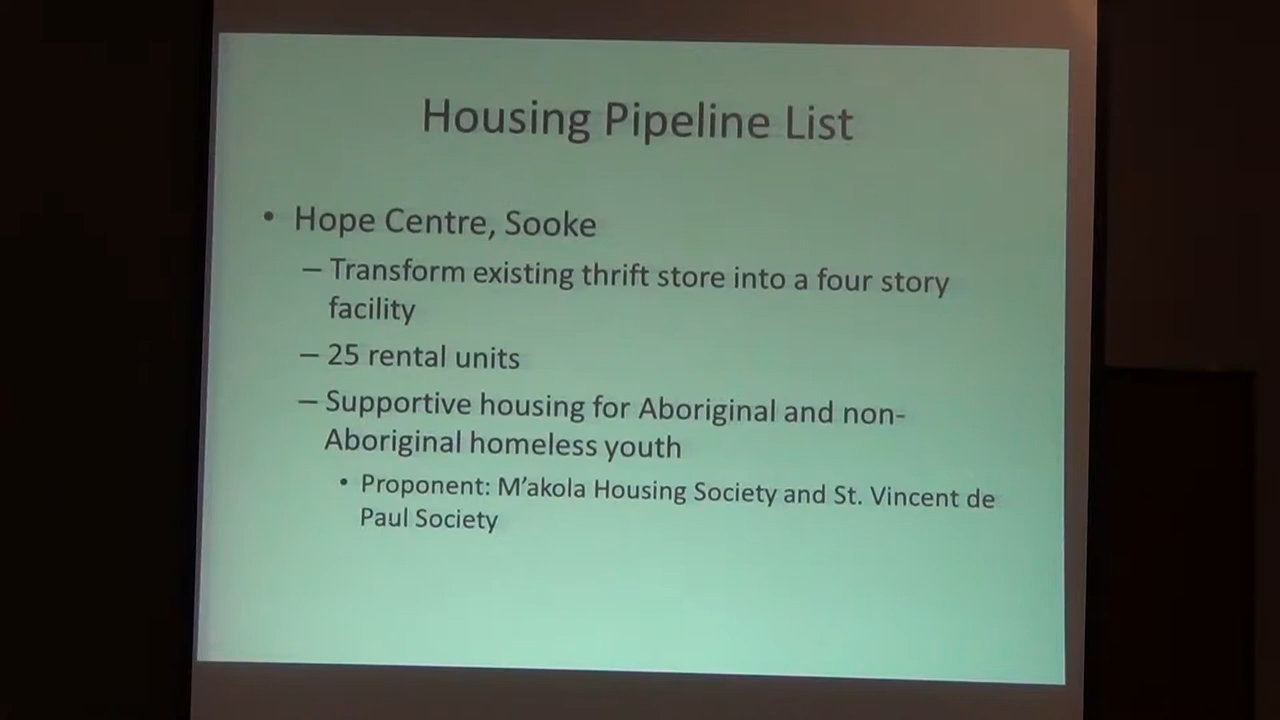 Housing Pipeline List
• Hope Centre, Sooke
– Transform existing thrift store into a four story
facility
– 25 rental units
– Supportive housing for Aboriginal and non-
Aboriginal homeless youth
• Proponent: M’akola Housing Society and St. Vincent de
Paul Society